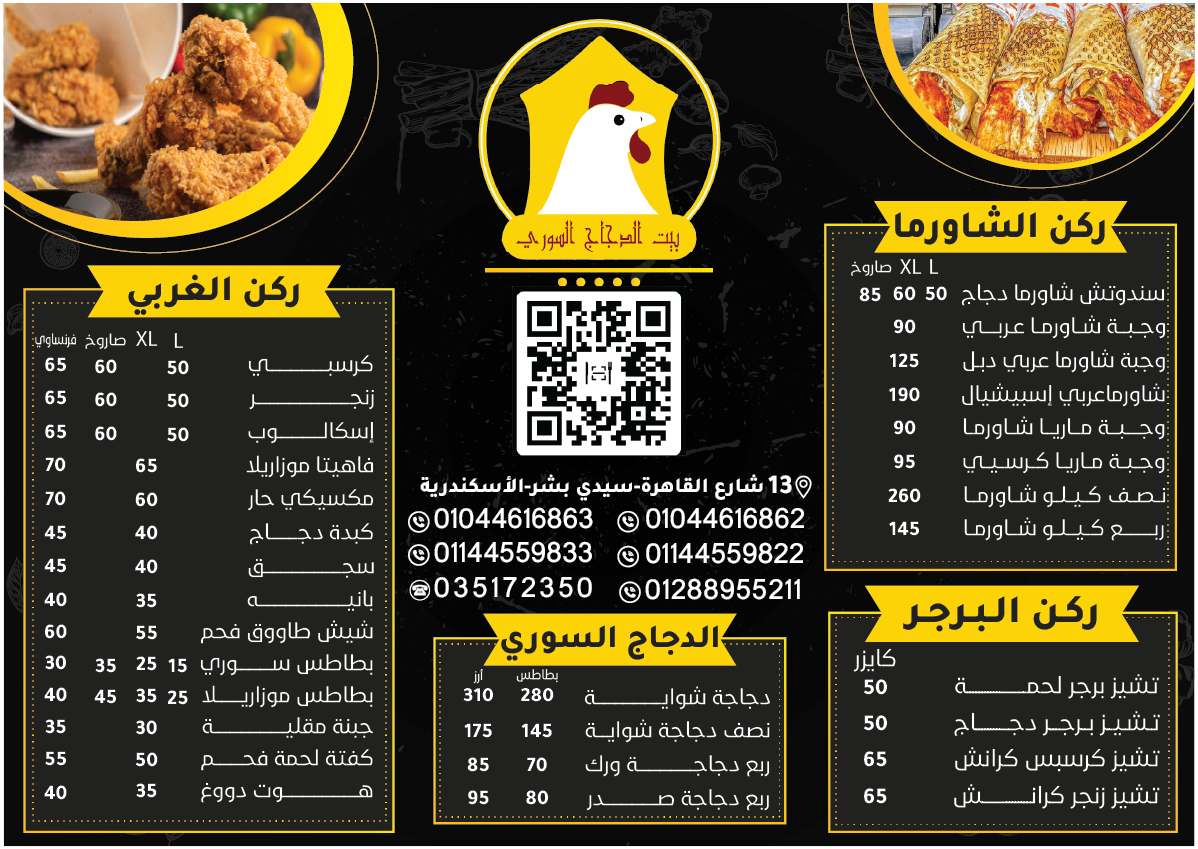 بيت الدجاج السوري
13 شارع القاهرة-سيدي بشر-الأسكندرية
01044616862
01044616863
01144559822
01144559833
01288955211
035172350
ركن الشاورما
L XL صاروخ
سندوتش شاورما دجاج 50 60 85
وجبة شاورما عربي 90
وجبة شاورما عربي دبل 125
شاورماعربي إسبيشيال 190
وجبة ماريا شاورما 90
وجبة ماريا كرسيي 95
نصف كيلو شاورما 260
ربع كيلو شاورما 145
ركن البرجر
كايزر
تشيز برجر لحمة 50
تشيز برجر دجاج 50
تشيز كرسبس كرانش 65
تشيز زنجر كرانش 65
الدجاج السوري
بطاطس أرز
دجاجة شواية 280 310
نصف دجاجة شواية 145 175
ربع دجاجة ورك 70 85
ربع دجاجة صدر 80 95
ركن الغربي
L XL صاروخ فرنساوي
كرسبي 50 60 65
زنجر 50 60 65
إسكالوب 50 60 65
فاهيتا موزاريلا 65 70
مكسيكي حار 60 70
كبدة دجاج 40 45
سجق 40 45
بانيه 35 40
شيش طاووق فحم 55 60
بطاطس سوري 15 25 35 30
بطاطس موزاريلا 25 35 45 40
جبنة مقلية 30 35
كفتة لحمة فحم 50 55
هوت دووغ 35 40